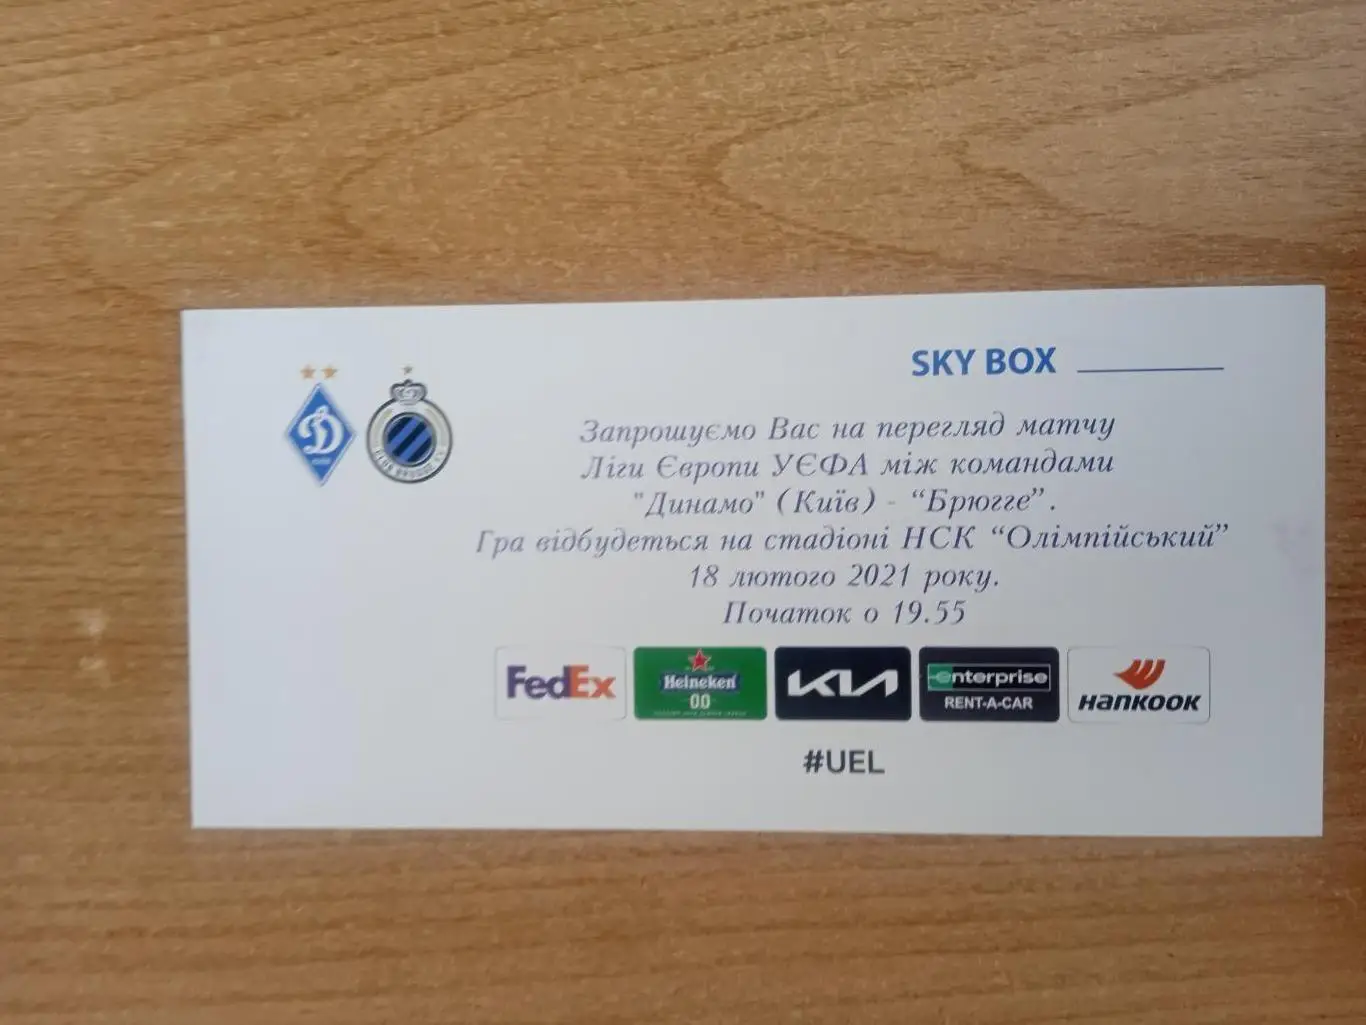 SKY BOX
Запрошуємо Вас на перегляд матчу
Ліги Європи УЄФА між командами
"Динамо" (Київ) - “Брюгге”.
Гра відбудеться на стадіоні НСК “Олімпійський”
18 лютого 2021 року.
Початок о 19.55
FedEx
Heineken
00
KIA
enterprise
RENT-A-CAR
HANKOOK
#UEL